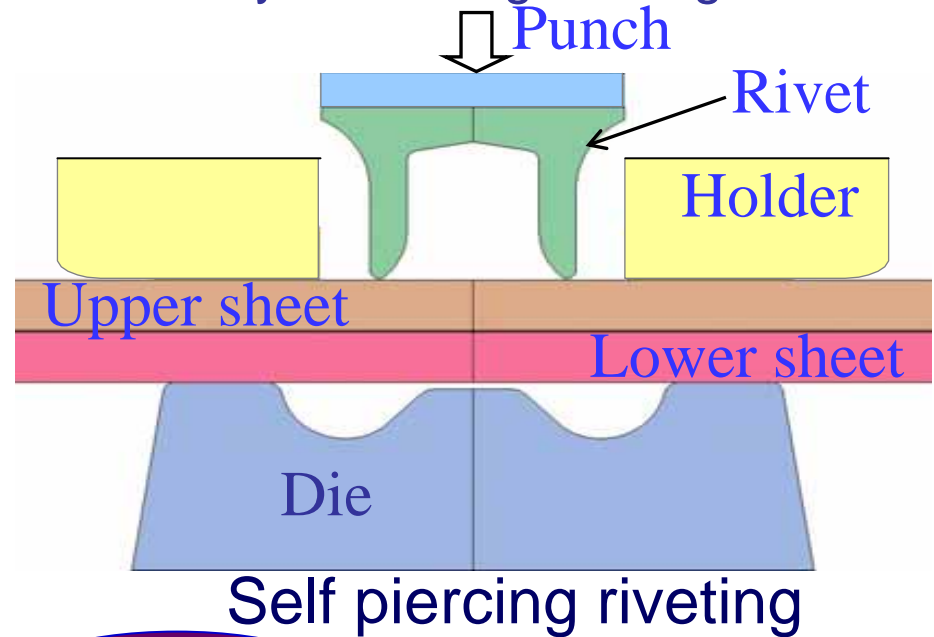 Punch
Rivet
Holder
Upper sheet
Lower sheet
Die
Self piercing riveting